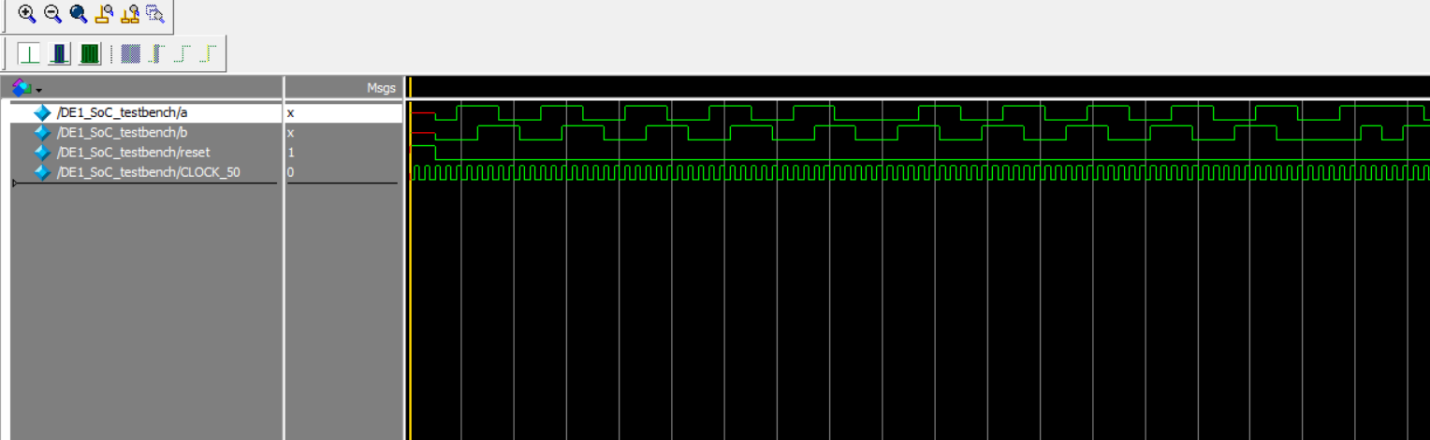 Msgs
/DE1_SoC_testbench/a x
/DE1_SoC_testbench/b x
/DE1_SoC_testbench/reset 1
/DE1_SoC_testbench/CLOCK_50 0